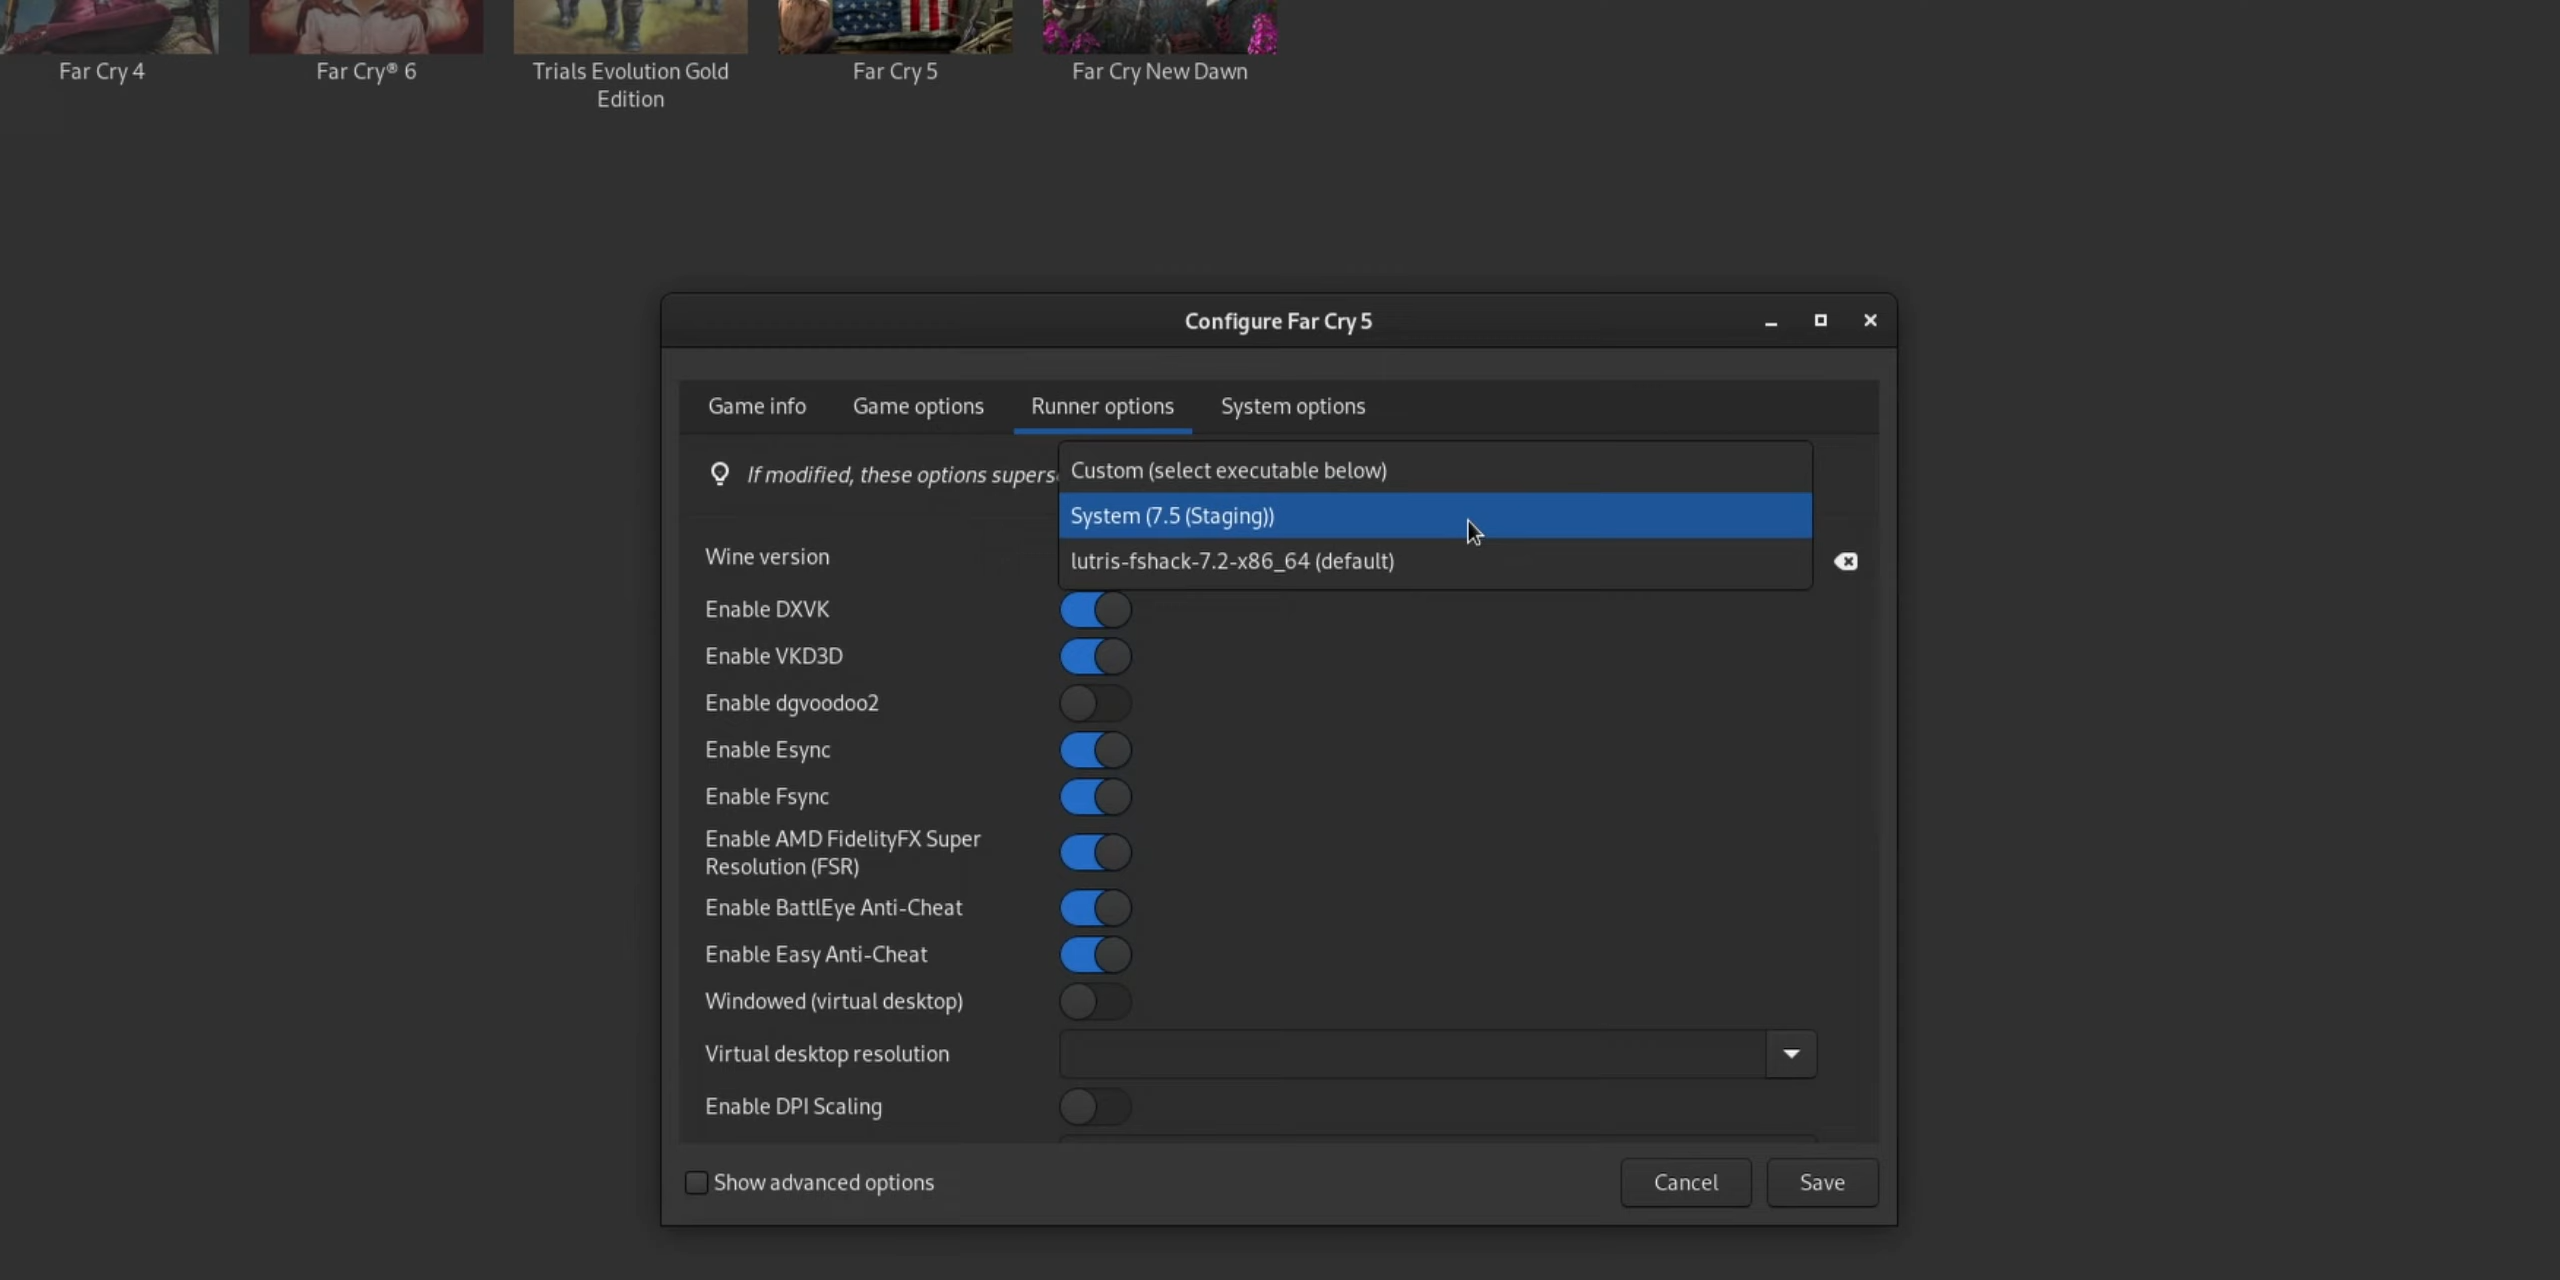 Far Cry 4
Far Cry® 6
Trials Evolution Gold
Edition
Far Cry 5
Far Cry New Dawn
Configure Far Cry 5
Game info
Game options
Runner options
System options
If modified, these options supers
Custom (select executable below)
System (7.5 (Staging))
lutris-fshack-7.2-x86_64 (default)
Wine version
Enable DXVK
Enable VKD3D
Enable dgvoodoo2
Enable Esync
Enable Fsync
Enable AMD FidelityFX Super
Resolution (FSR)
Enable BattlEye Anti-Cheat
Enable Easy Anti-Cheat
Windowed (virtual desktop)
Virtual desktop resolution
Enable DPI Scaling
Show advanced options
Cancel
Save